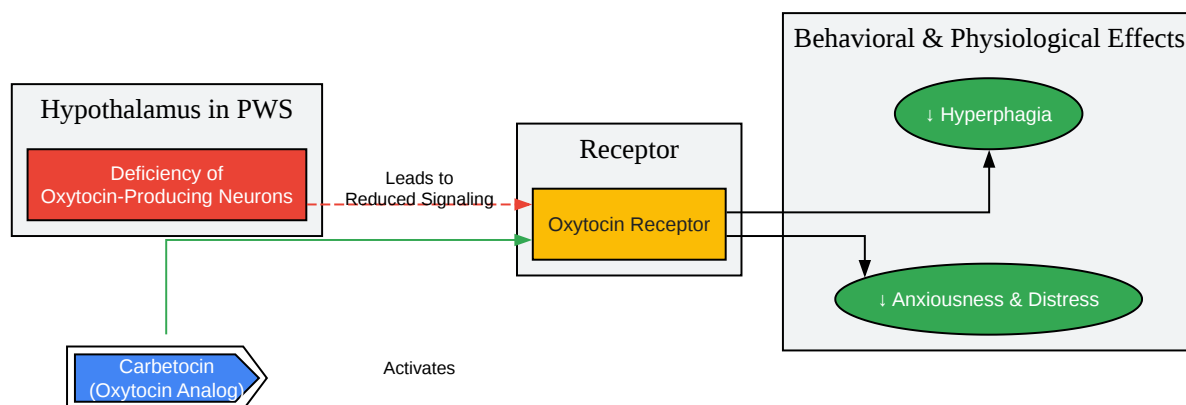 Behavioral & Physiological Effects
Hypothalamus in PWS
↓ Hyperphagia
Receptor
Deficiency of
Oxytocin-Producing Neurons
Leads to
Reduced Signaling
Oxytocin Receptor
↓ Anxiousness & Distress
Carbetocin
(Oxytocin Analog)
Activates